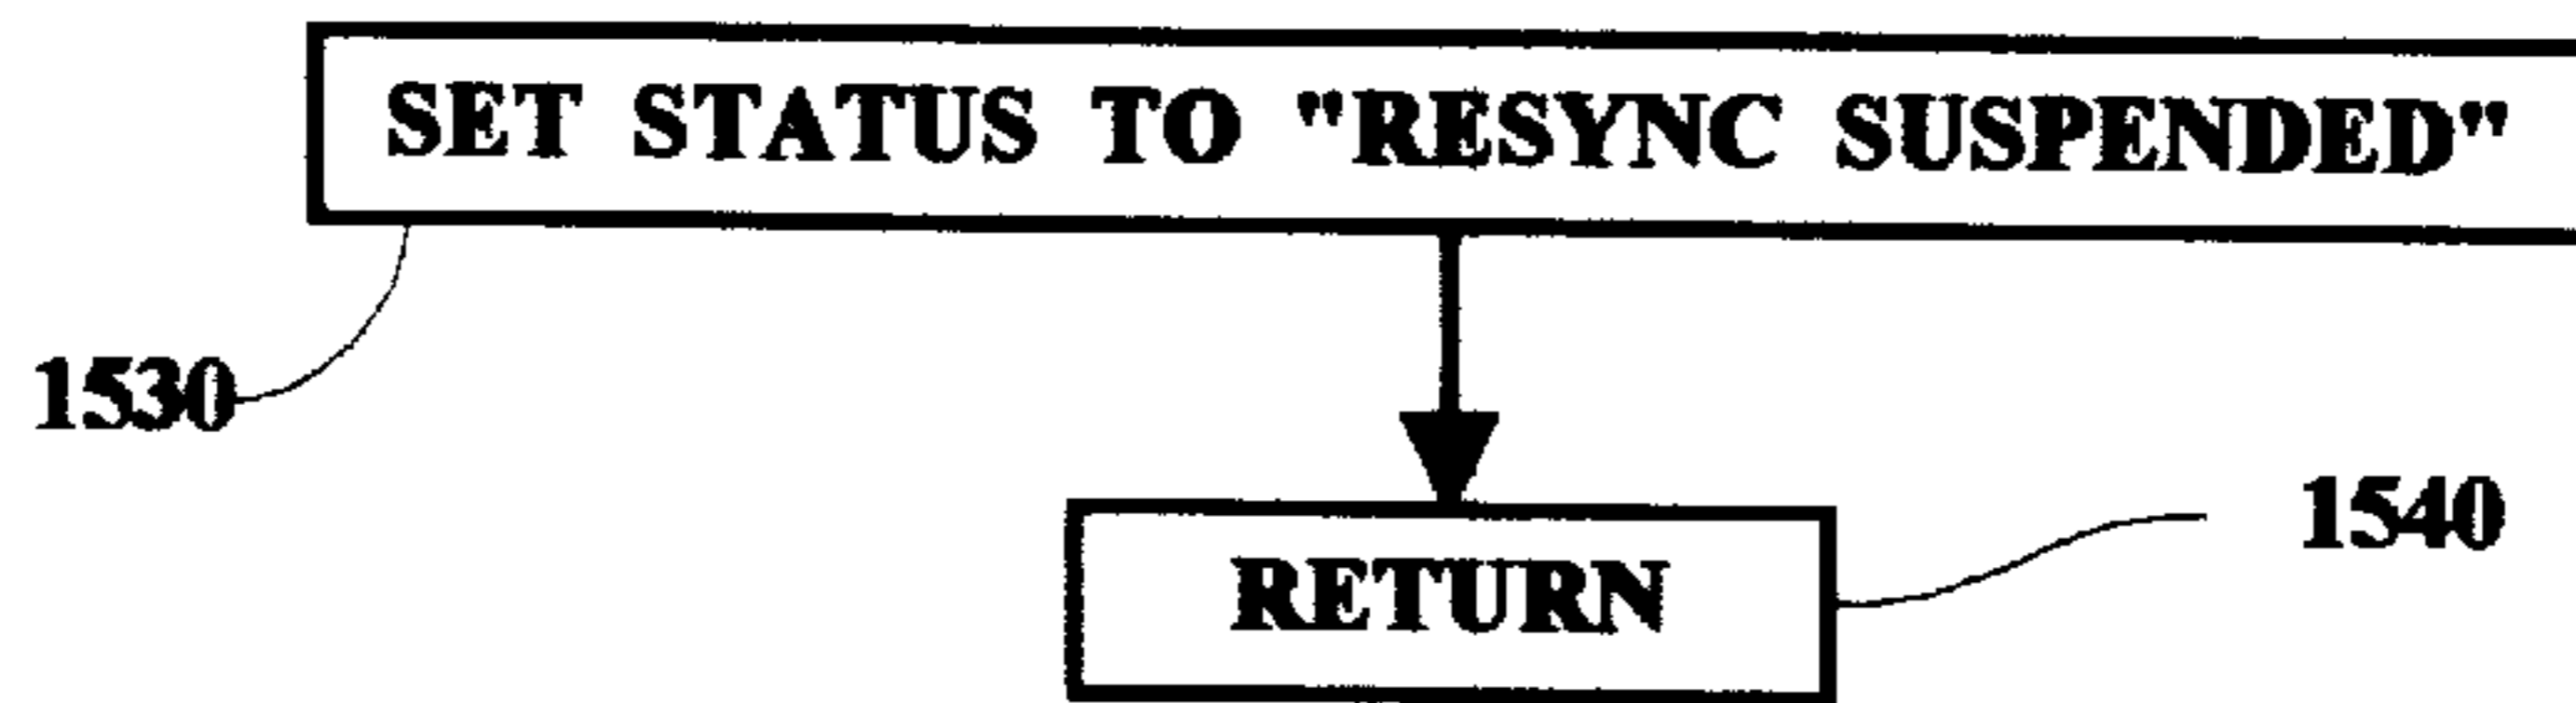 SET STATUS TO "RESYNC SUSPENDED"
1530
1540
RETURN